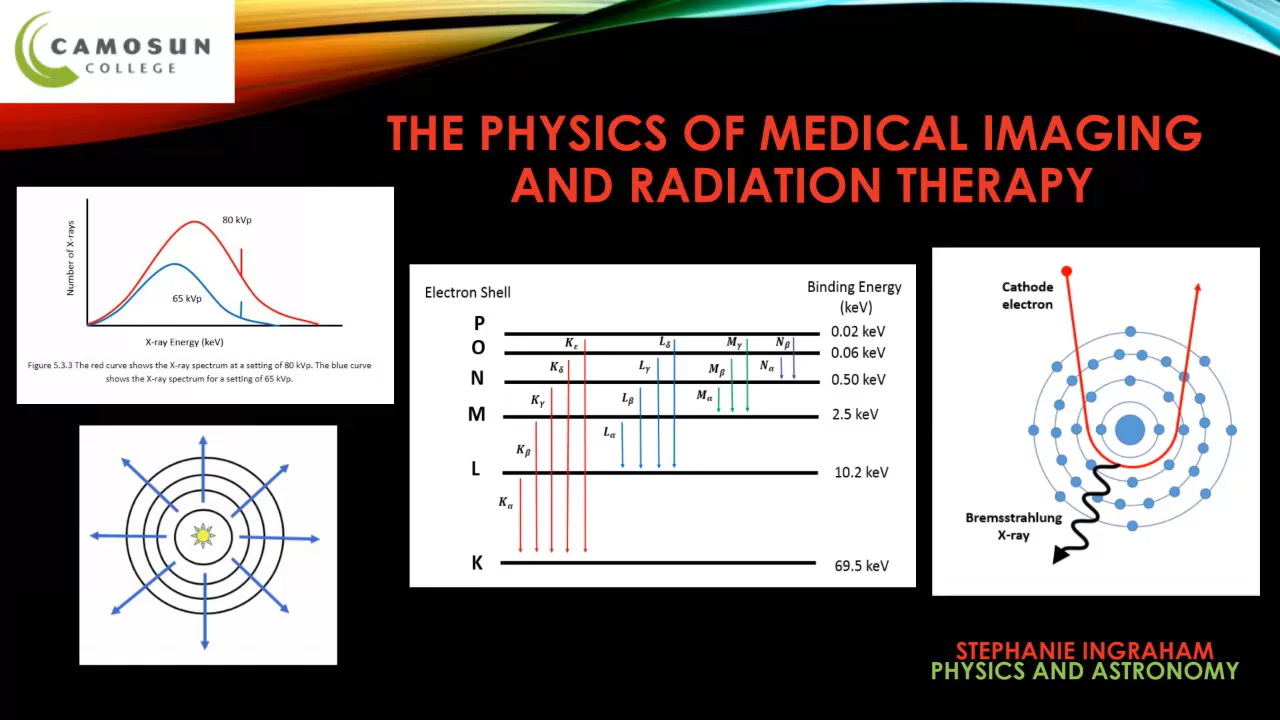 CAMOSUN
COLLEGE
THE PHYSICS OF MEDICAL IMAGING
AND RADIATION THERAPY
Number of X-rays
80 kVp
65 kVp
X-ray Energy (keV)
Figure 5.3.3 The red curve shows the X-ray spectrum at a setting of 80 kVp. The blue curve
shows the X-ray spectrum for a setting of 65 kVp.
Electron Shell
Binding Energy
(keV)
P
0.02 keV
Kε
Lδ
Mγ
Nβ
O
0.06 keV
Kδ
Lγ
Mβ
Nα
N
0.50 keV
Kγ
Lβ
Mα
M
2.5 keV
Kβ
Lα
L
10.2 keV
Kα
K
69.5 keV
Cathode
electron
Bremsstrahlung
X-ray
STEPHANIE INGRAHAM
PHYSICS AND ASTRONOMY